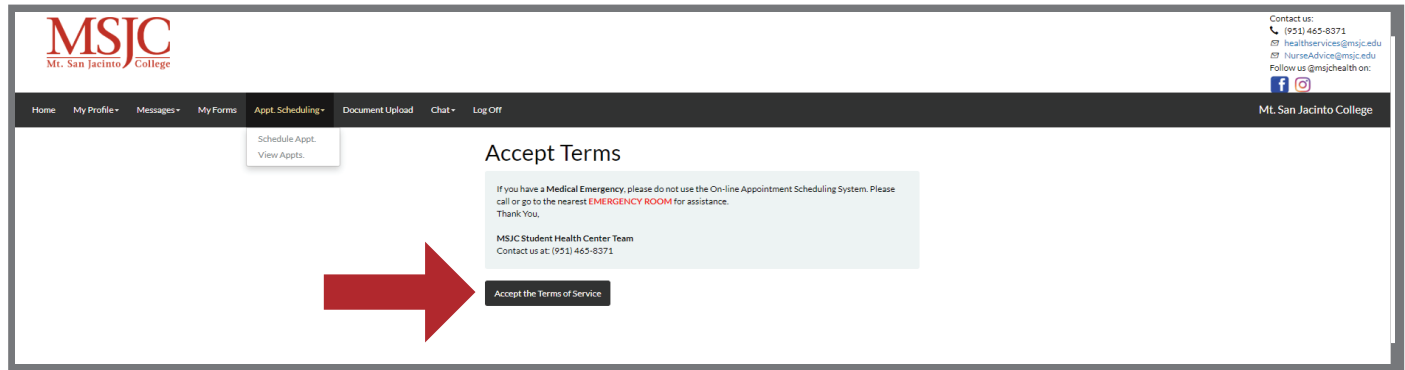 MSJC
Mt. San Jacinto College
Contact us:
(951) 465-8371
healthservices@msjc.edu
NurseAdvice@msjc.edu
Follow us @msjchealth on:
Home My Profile Messages My Forms Appt. Scheduling Document Upload Chat Log Off Mt. San Jacinto College
Schedule Appt.
View Appts.
Accept Terms
If you have a Medical Emergency, please do not use the On-line Appointment Scheduling System. Please
call or go to the nearest EMERGENCY ROOM for assistance.
Thank You,
MSJC Student Health Center Team
Contact us at: (951) 465-8371
Accept the Terms of Service